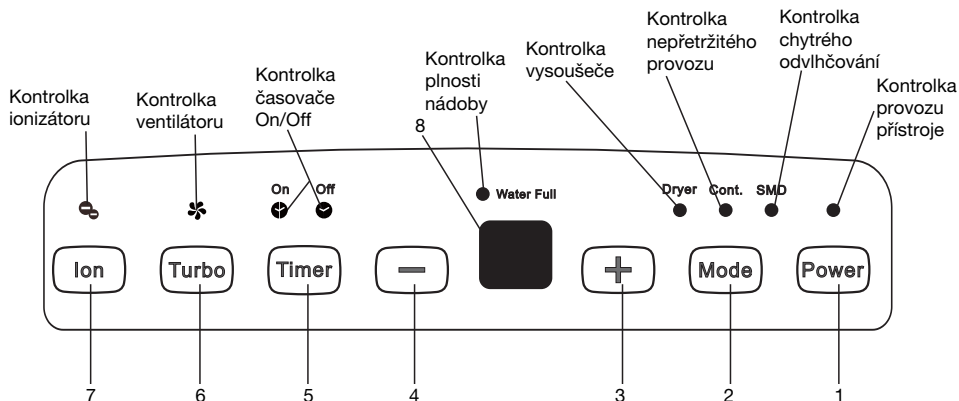 Kontrolka
ionizátoru
Kontrolka
ventilátoru
Kontrolka
časovače
On/Off
Kontrolka
plnosti
nádoby
8
Kontrolka
vysoušeče
Kontrolka
nepřetržitého
provozu
Kontrolka
chytrého
odvlhčování
Kontrolka
provozu
přístroje
On Off
Water Full
Dryer Cont. SMD
Ion Turbo Timer − + Mode Power
7 6 5 4 3 2 1